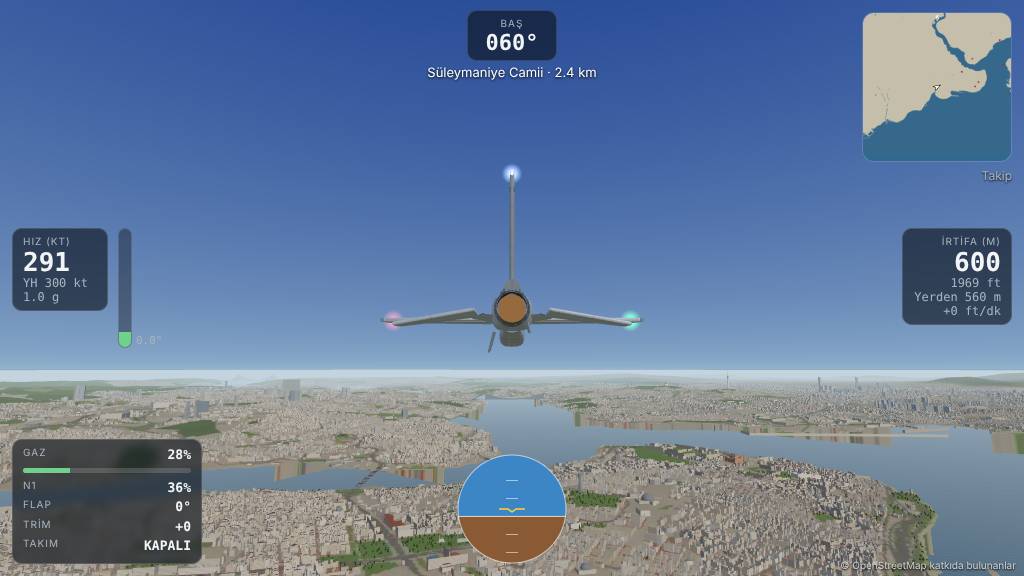 BAŞ
060°
Süleymaniye Camii · 2.4 km
Takip
HIZ (KT)
291
YH 300 kt
1.0 g
0.0°
İRTİFA (M)
600
1969 ft
Yerden 560 m
+0 ft/dk
GAZ 28%
N1 36%
FLAP 0°
TRİM +0
TAKIM KAPALI
© OpenStreetMap katkıda bulunanlar